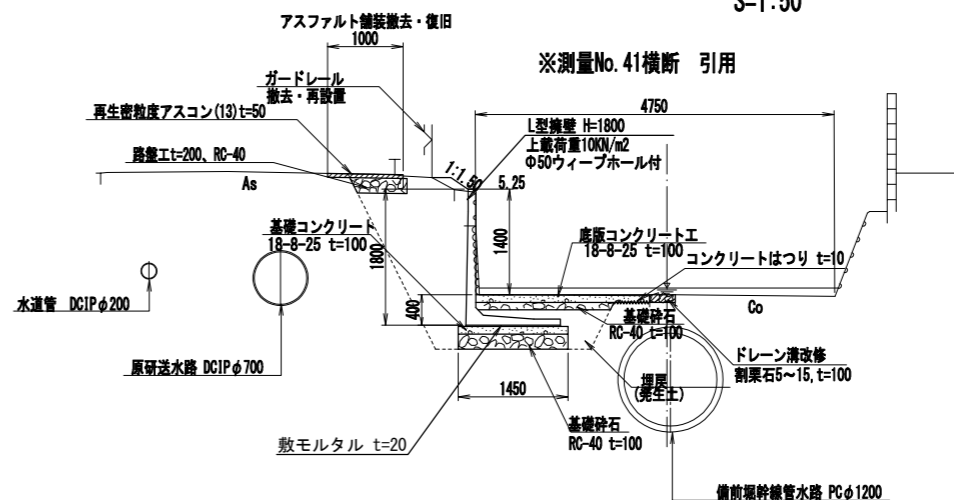 S=1:50
アスファルト舗装撤去・復旧
1000
※測量No.41横断 引用
ガードレール
撤去・再設置
4750
再生密粒度アスコン(13)t=50
L型擁壁 H=1800
上載荷重10KN/m2
Φ50ウィープホール付
路盤工t=200、RC-40
1:1.50
5.25
As
基礎コンクリート
18-8-25 t=100
1800
1400
底版コンクリート工
18-8-25 t=100
コンクリートはつり t=10
400
Co
水道管 DCIPφ200
基礎砕石
RC-40 t=100
原研送水路 DCIPφ700
ドレーン溝改修
割栗石5~15,t=100
埋戻
(発生土)
1450
基礎砕石
RC-40 t=100
敷モルタル t=20
備前堀幹線管水路 PCφ1200